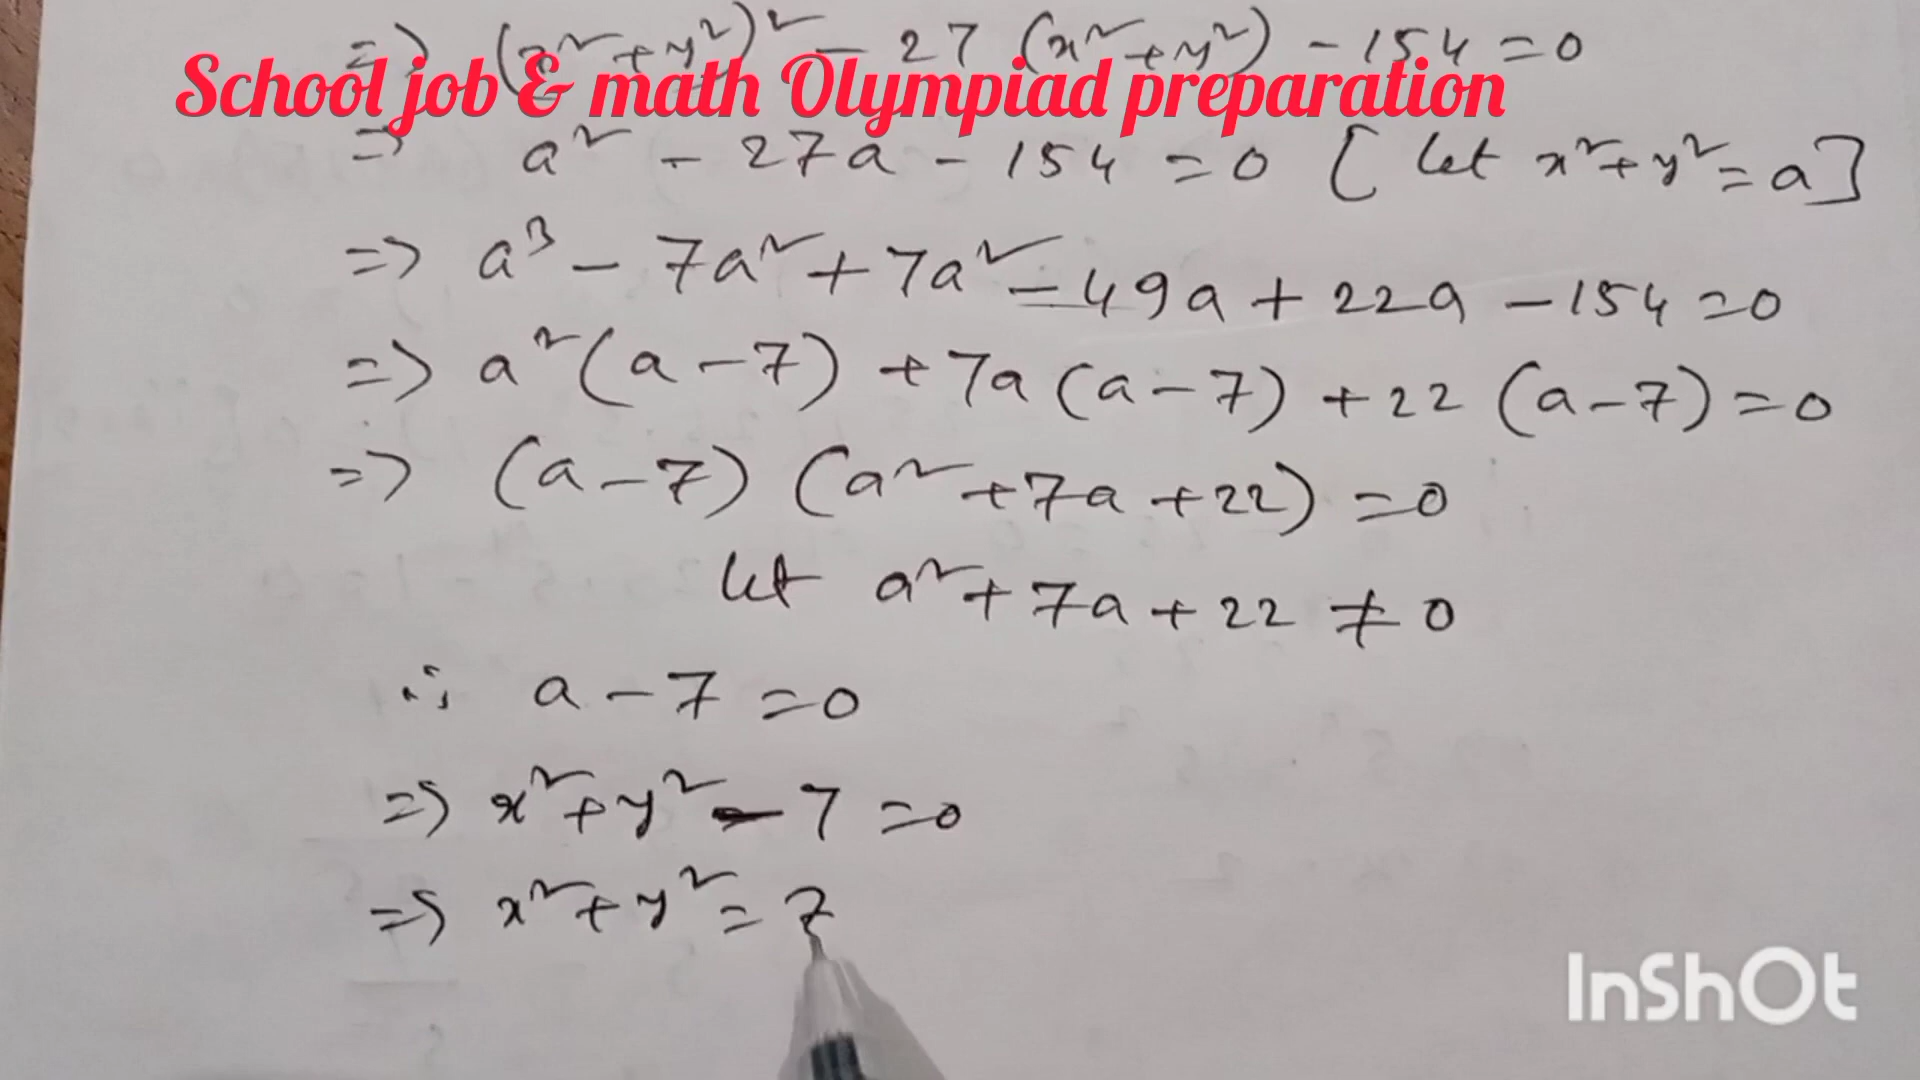 => (x²+y²)² - 27 (x²+y²) - 154 = 0
School job & math Olympiad preparation
=> a² - 27a - 154 = 0 [ let x²+y² = a ]
=> a³ - 7a² + 7a² - 49a + 22a - 154 = 0
=> a² (a - 7) + 7a (a - 7) + 22 (a - 7) = 0
=> (a - 7) (a² + 7a + 22) = 0
let a² + 7a + 22 ≠ 0
∴ a - 7 = 0
=> x² + y² - 7 = 0
=> x² + y² = 7
InShOt